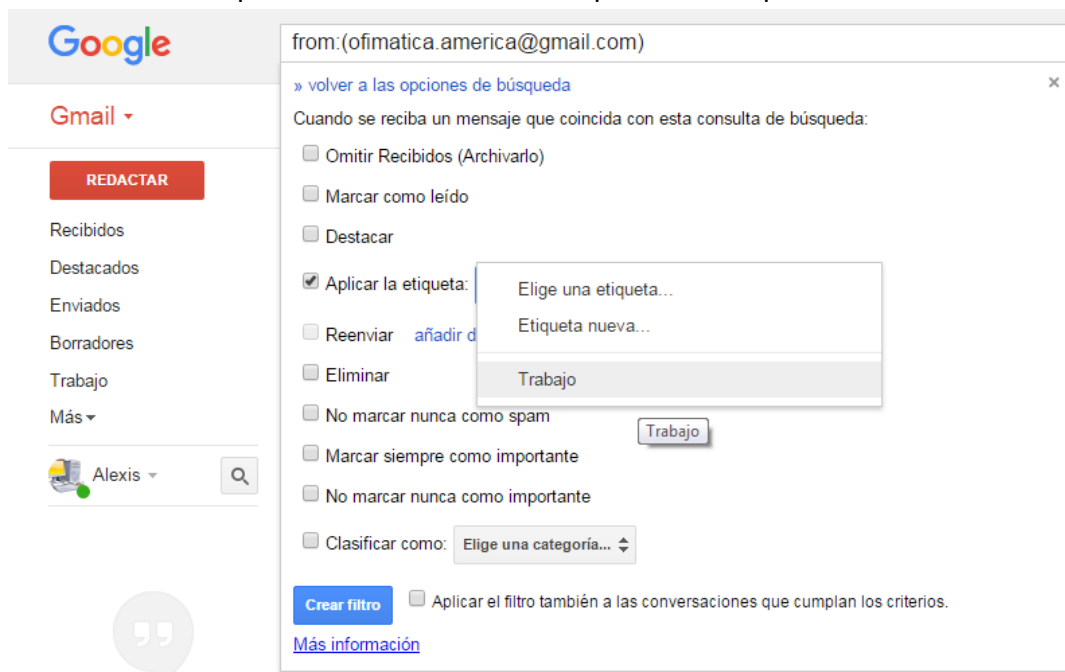 Google
from:(ofimatica.america@gmail.com)
» volver a las opciones de búsqueda
×
Gmail
Cuando se reciba un mensaje que coincida con esta consulta de búsqueda:
Omitir Recibidos (Archivarlo)
REDACTAR
Marcar como leído
Recibidos
Destacar
Destacados
Aplicar la etiqueta:
Elige una etiqueta...
Enviados
Etiqueta nueva...
Reenviar añadir d
Borradores
Eliminar
Trabajo
Trabajo
Más
No marcar nunca como spam
Trabajo
Marcar siempre como importante
Alexis
No marcar nunca como importante
Clasificar como: Elige una categoría...
Crear filtro Aplicar el filtro también a las conversaciones que cumplan los criterios.
Más información